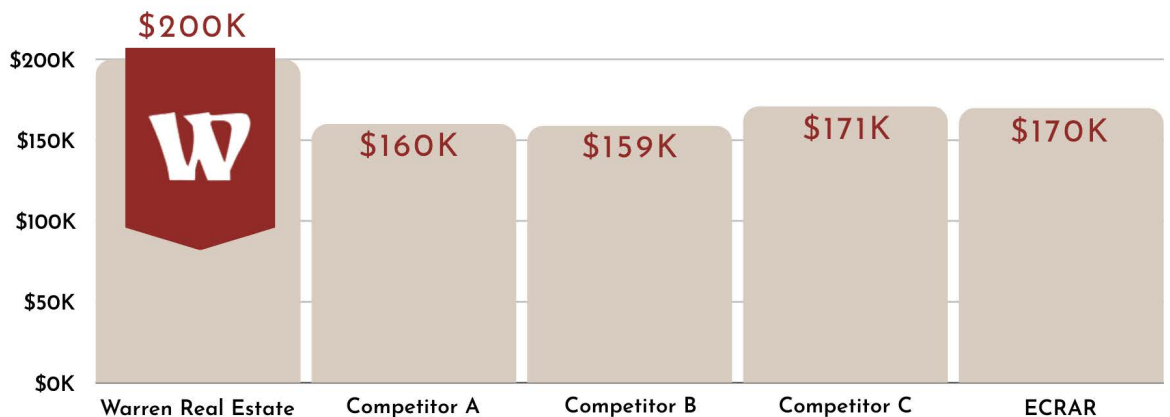 $200K
$200K
W
$150K
$160K
$159K
$171K
$170K
$100K
$50K
$0K
Warren Real Estate
Competitor A
Competitor B
Competitor C
ECRAR